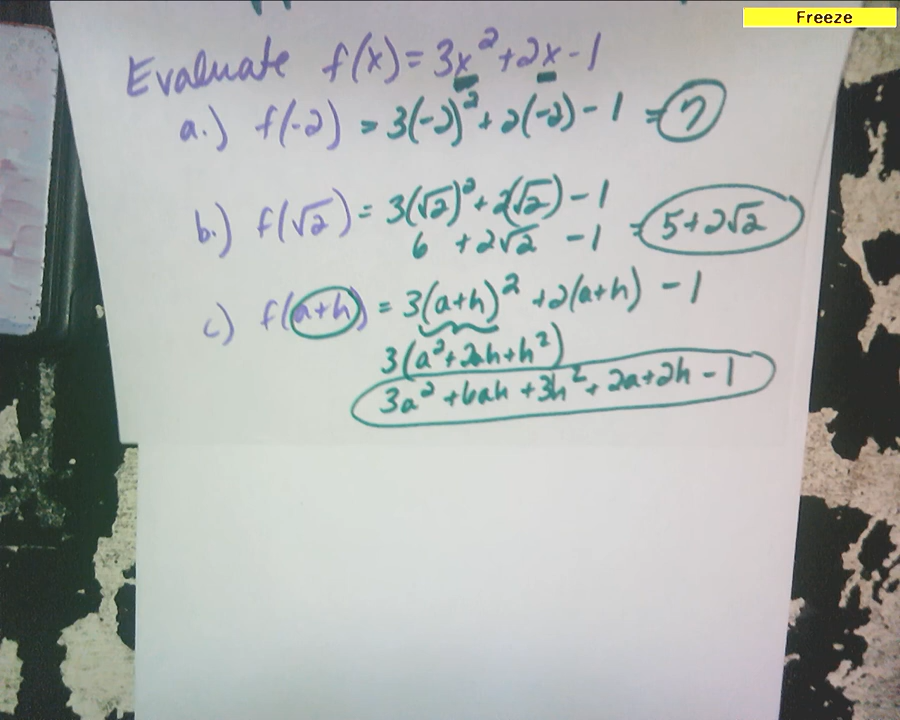 Freeze
Evaluate f(x) = 3x² + 2x - 1
a.) f(-2) = 3(-2)² + 2(-2) - 1 = 7
b.) f(√2) = 3(√2)² + 2(√2) - 1
6 + 2√2 - 1 = 5 + 2√2
c) f(a+h) = 3(a+h)² + 2(a+h) - 1
3(a² + 2ah + h²)
3a² + 6ah + 3h² + 2a + 2h - 1